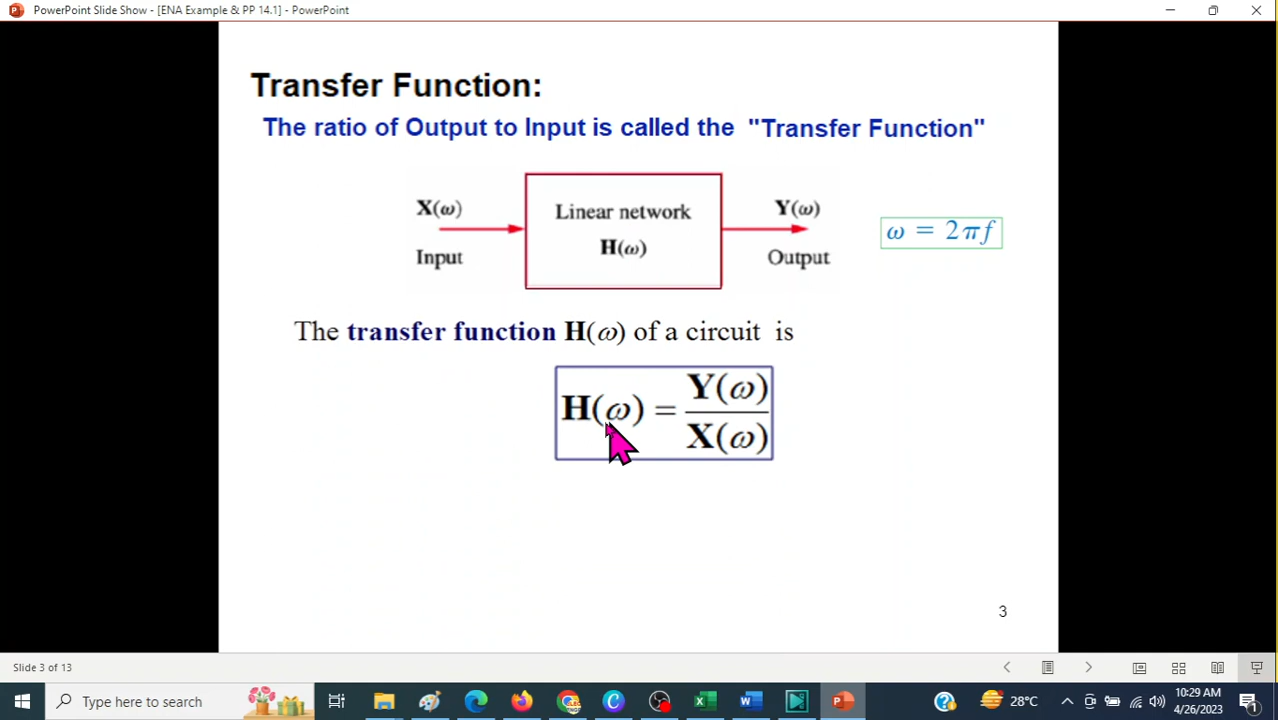 PowerPoint Slide Show - [ENA Example & PP 14.1] - PowerPoint
Transfer Function:
The ratio of Output to Input is called the "Transfer Function"
X(ω)
Input
Linear network
H(ω)
Y(ω)
Output
ω = 2πf
The transfer function H(ω) of a circuit is
H(ω) = Y(ω) / X(ω)
3
Slide 3 of 13
Type here to search
28°C
10:29 AM
4/26/2023
1